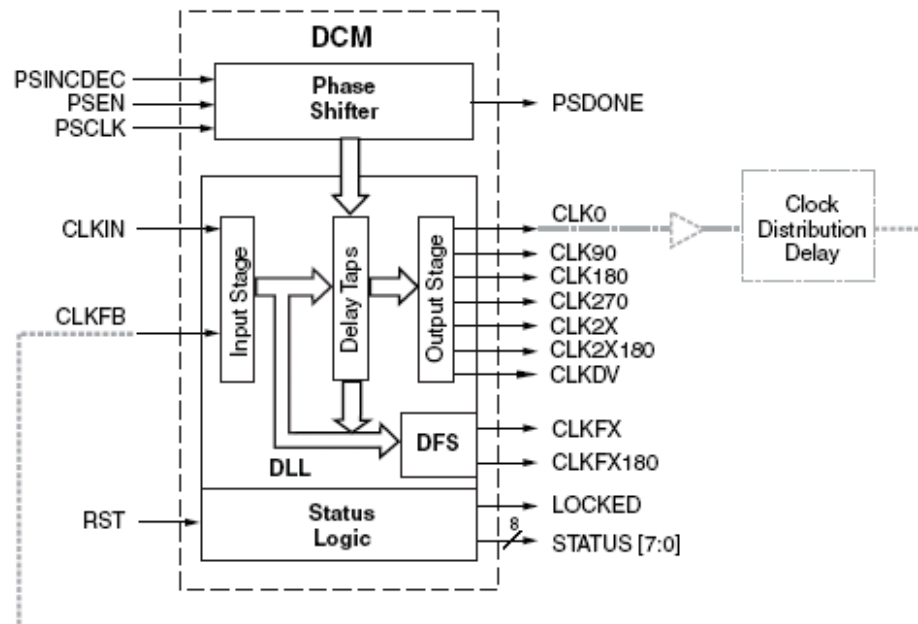 DCM
PSINCDEC
PSEN
PSCLK
Phase
Shifter
PSDONE
CLKIN
CLKFB
Input Stage
Delay Taps
Output Stage
CLK0
CLK90
CLK180
CLK270
CLK2X
CLK2X180
CLKDV
Clock
Distribution
Delay
DFS
DLL
CLKFX
CLKFX180
RST
Status
Logic
LOCKED
8
STATUS [7:0]